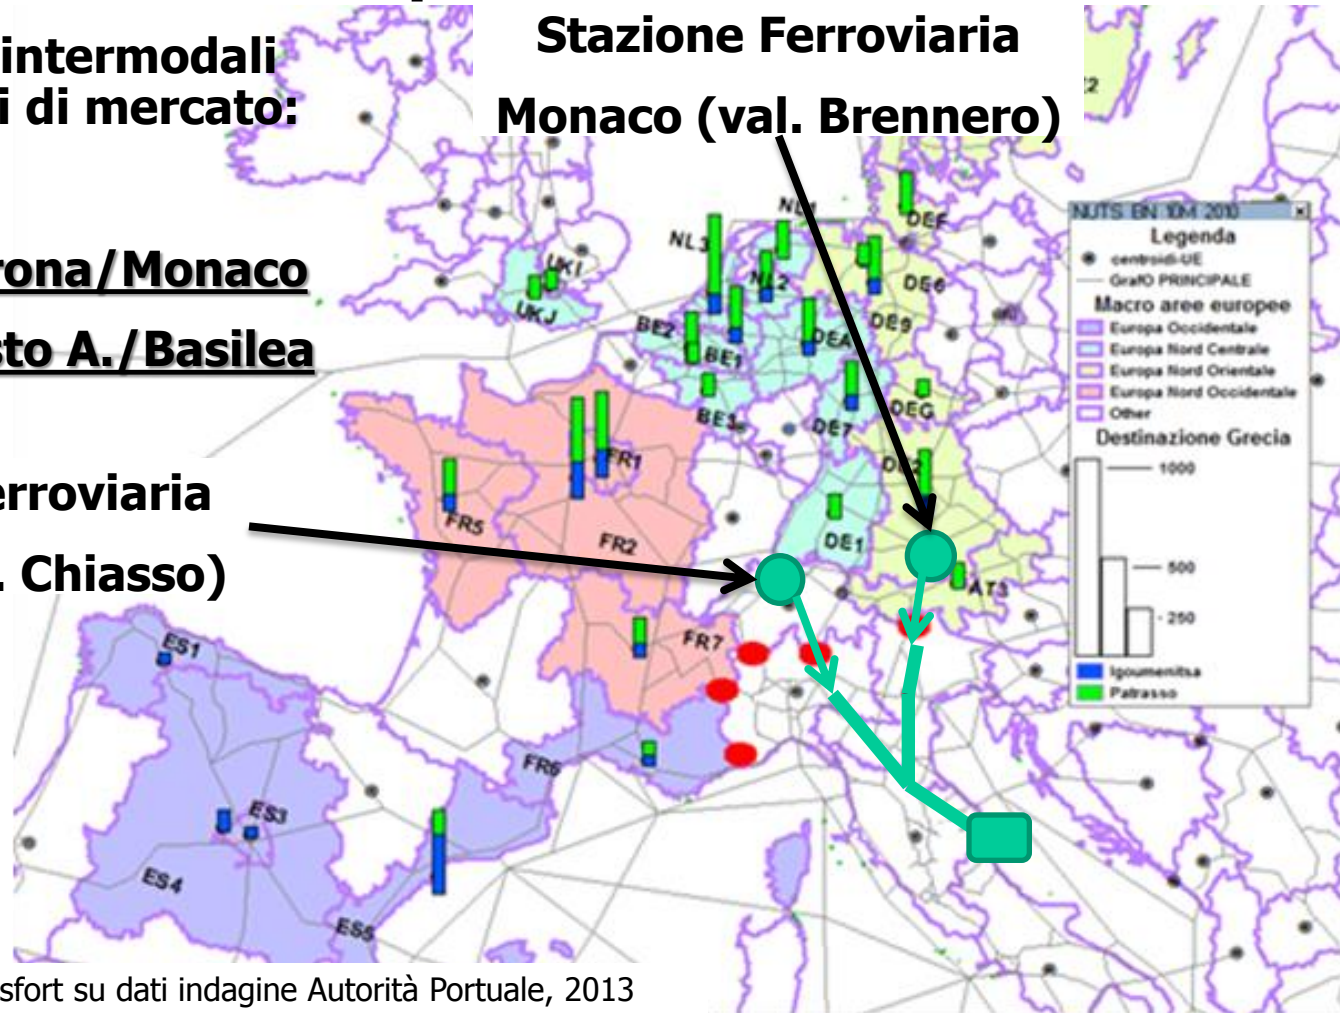 intermodali
i di mercato:
Stazione Ferroviaria
Monaco (val. Brennero)
rona/Monaco
sto A./Basilea
erroviaria
. Chiasso)
NL1
DEF
NL3
UKI
NL2
DE6
UKJ
BE2
DEA
DE9
BE1
BE3
DE7
DEG
FR1
DE2
FR5
FR2
DE1
AT3
ES1
FR7
FR6
ES3
ES4
ES5
NUTS BN 10M 2010
Legenda
centroidi-UE
GrafO PRINCIPALE
Macro aree europee
Europa Occidentale
Europa Nord Centrale
Europa Nord Orientale
Europa Nord Occidentale
Other
Destinazione Grecia
1000
500
250
Igoumenitsa
Patrasso
sfort su dati indagine Autorità Portuale, 2013